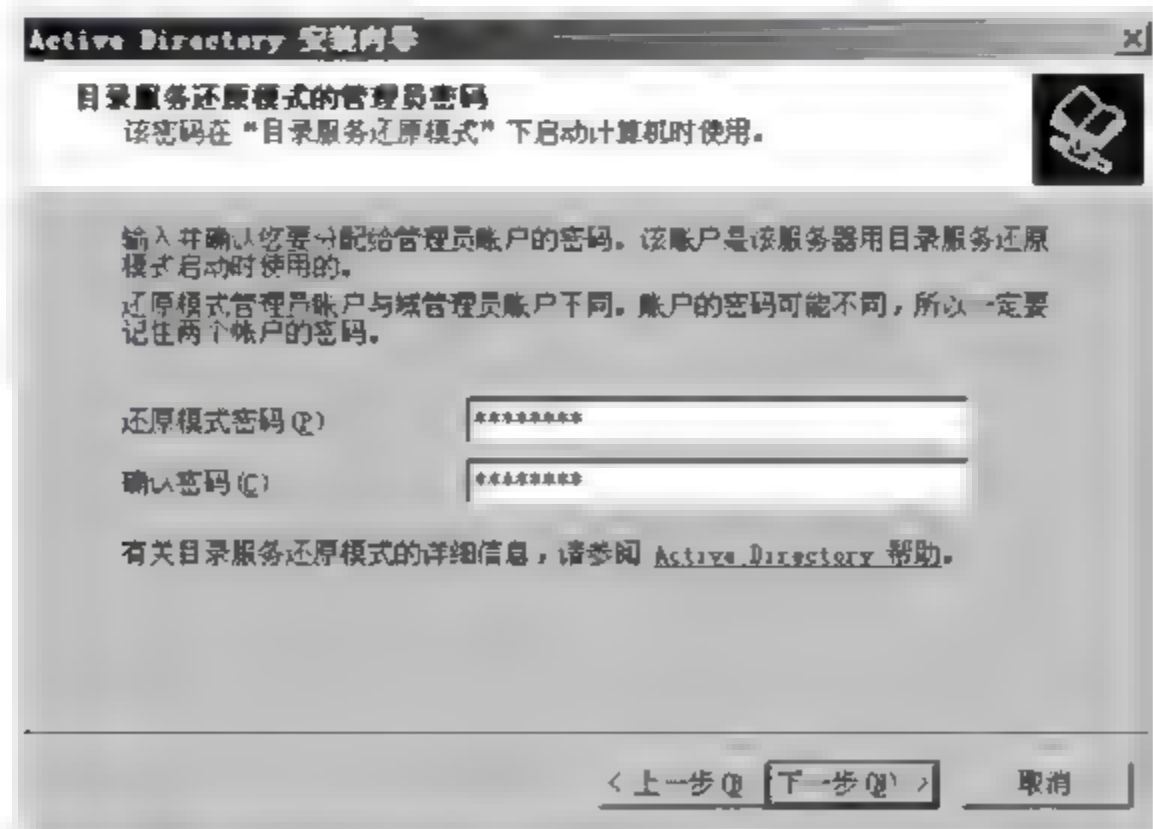 Active Directory 安装向导
目录服务还原模式的管理员密码
该密码在“目录服务还原模式”下启动计算机时使用。
输入并确认您要分配给管理员帐户的密码。该帐户是该服务器用目录服务还原
模式启动时使用的。
还原模式管理员帐户与域管理员帐户不同。帐户的密码可能不同，所以一定要
记住两个帐户的密码。
还原模式密码(P)
********
确认密码(C)
********
有关目录服务还原模式的详细信息，请参阅 Active Directory 帮助。
< 上一步(B)
下一步(N) >
取消